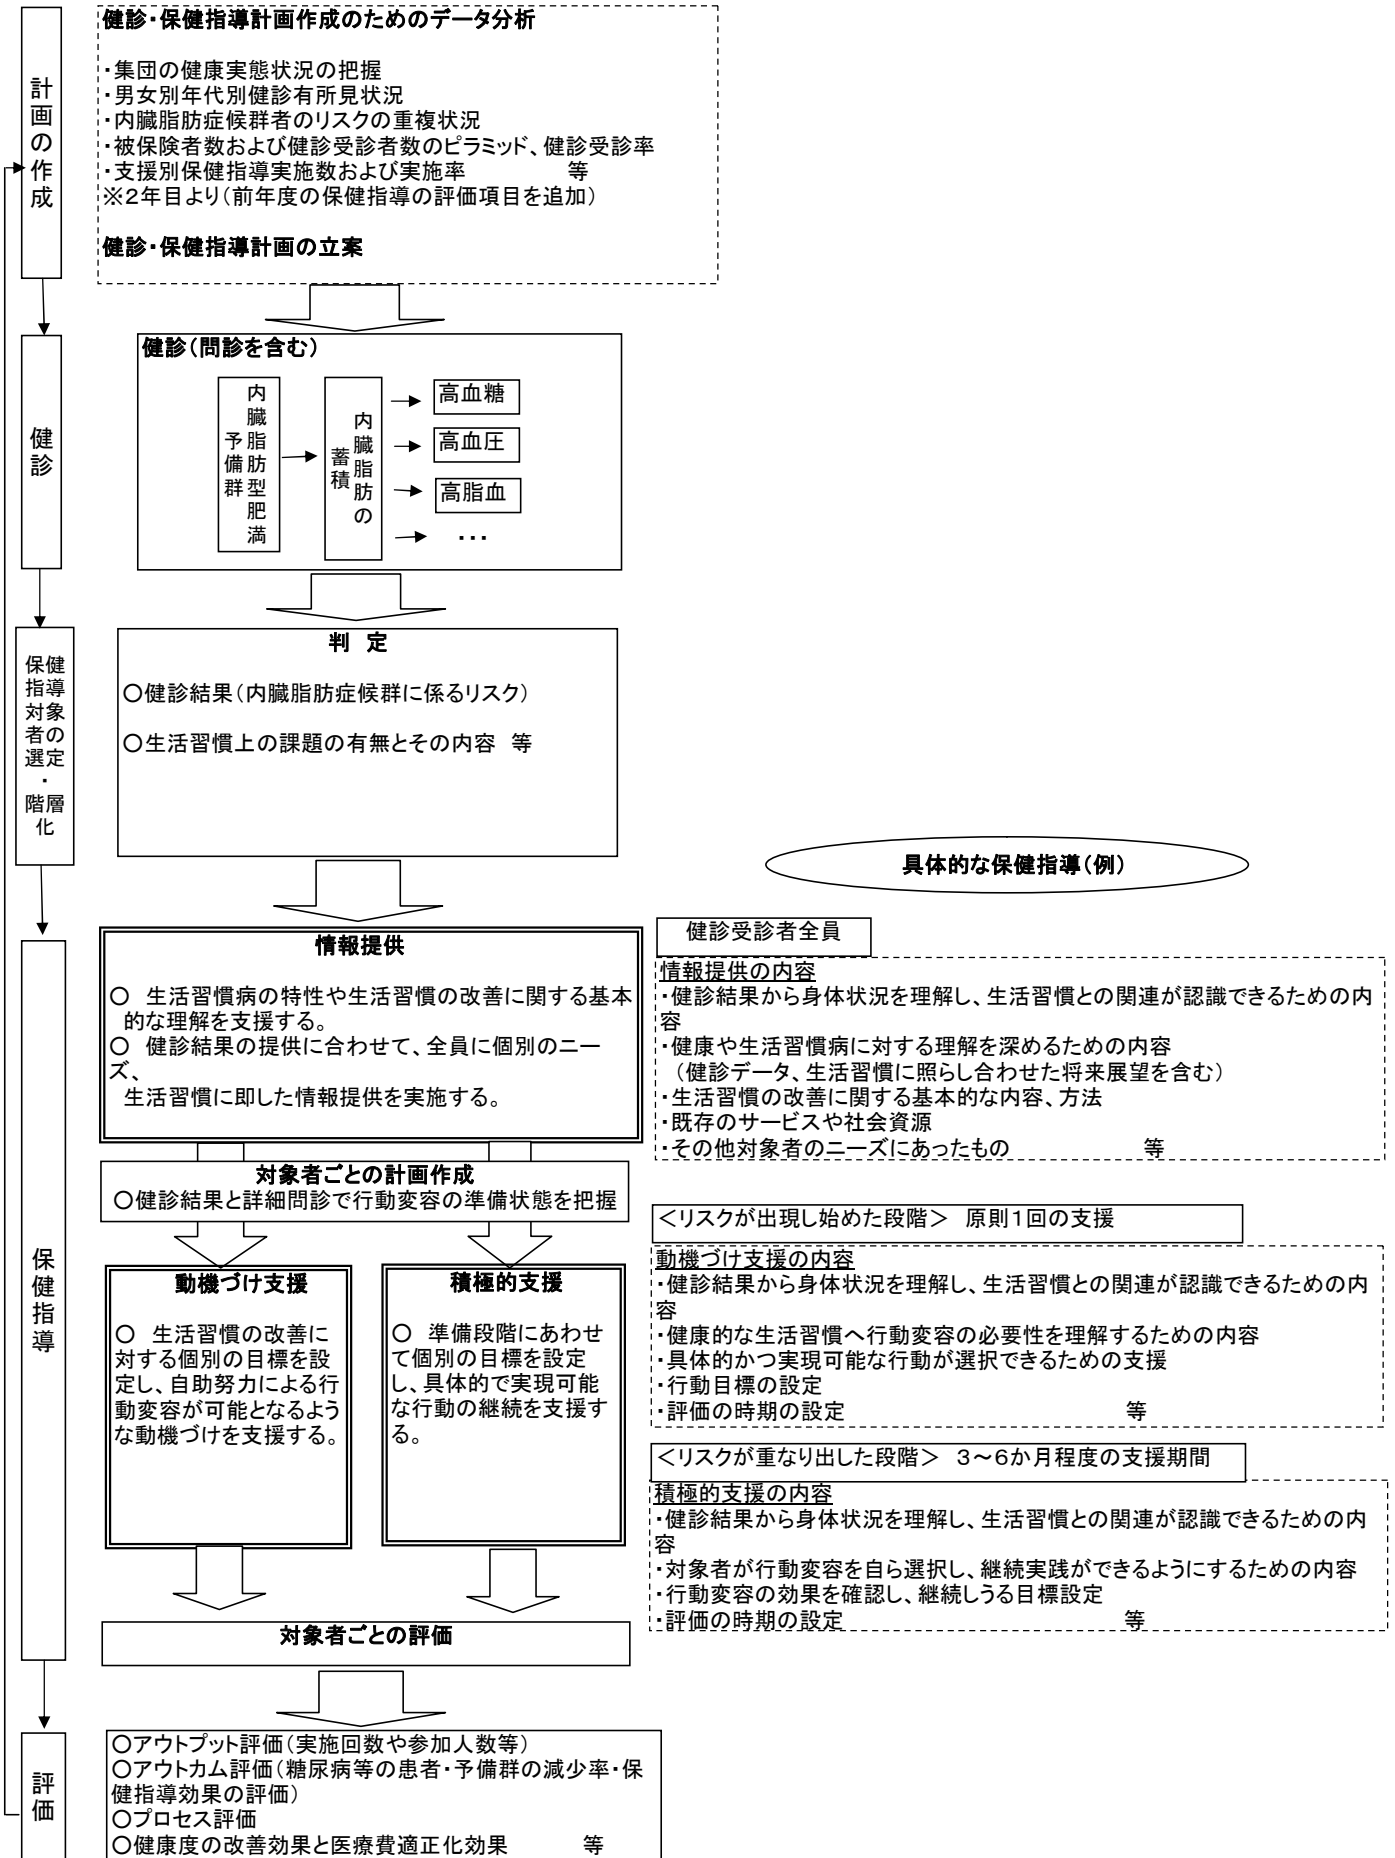 計画の作成
健診・保健指導計画作成のためのデータ分析
・集団の健康実態状況の把握
・男女別年代別健診有所見状況
・内臓脂肪症候群者のリスクの重複状況
・被保険者数および健診受診者数のピラミッド、健診受診率
・支援別保健指導実施数および実施率 等
※2年目より(前年度の保健指導の評価項目を追加)
健診・保健指導計画の立案
健診
健診(問診を含む)
内臓脂肪型肥満
予備群
内臓脂肪の
蓄積
高血糖
高血圧
高脂血
・・・
保健
指導
対象
者の
選定
・
階層
化
判 定
○健診結果(内臓脂肪症候群に係るリスク)
○生活習慣上の課題の有無とその内容 等
具体的な保健指導(例)
保健指導
情報提供
○ 生活習慣病の特性や生活習慣の改善に関する基本
的な理解を支援する。
○ 健診結果の提供に合わせて、全員に個別のニー
ズ、
生活習慣に即した情報提供を実施する。
健診受診者全員
情報提供の内容
・健診結果から身体状況を理解し、生活習慣との関連が認識できるための内
容
・健康や生活習慣病に対する理解を深めるための内容
(健診データ、生活習慣に照らし合わせた将来展望を含む)
・生活習慣の改善に関する基本的な内容、方法
・既存のサービスや社会資源
・その他対象者のニーズにあったもの 等
対象者ごとの計画作成
○健診結果と詳細問診で行動変容の準備状態を把握
動機づけ支援
○ 生活習慣の改善に
対する個別の目標を設
定し、自助努力による行
動変容が可能となるよう
な動機づけを支援する。
積極的支援
○ 準備段階にあわせ
て個別の目標を設定
し、具体的で実現可能
な行動の継続を支援す
る。
<リスクが出現し始めた段階> 原則1回の支援
動機づけ支援の内容
・健診結果から身体状況を理解し、生活習慣との関連が認識できるための内
容
・健康的な生活習慣へ行動変容の必要性を理解するための内容
・具体的かつ実現可能な行動が選択できるための支援
・行動目標の設定
・評価の時期の設定 等
<リスクが重なり出した段階> 3~6か月程度の支援期間
積極的支援の内容
・健診結果から身体状況を理解し、生活習慣との関連が認識できるための内
容
・対象者が行動変容を自ら選択し、継続実践ができるようにするための内容
・行動変容の効果を確認し、継続しうる目標設定
・評価の時期の設定 等
対象者ごとの評価
評価
○アウトプット評価(実施回数や参加人数等)
○アウトカム評価(糖尿病等の患者・予備群の減少率・保
健指導効果の評価)
○プロセス評価
○健康度の改善効果と医療費適正化効果 等